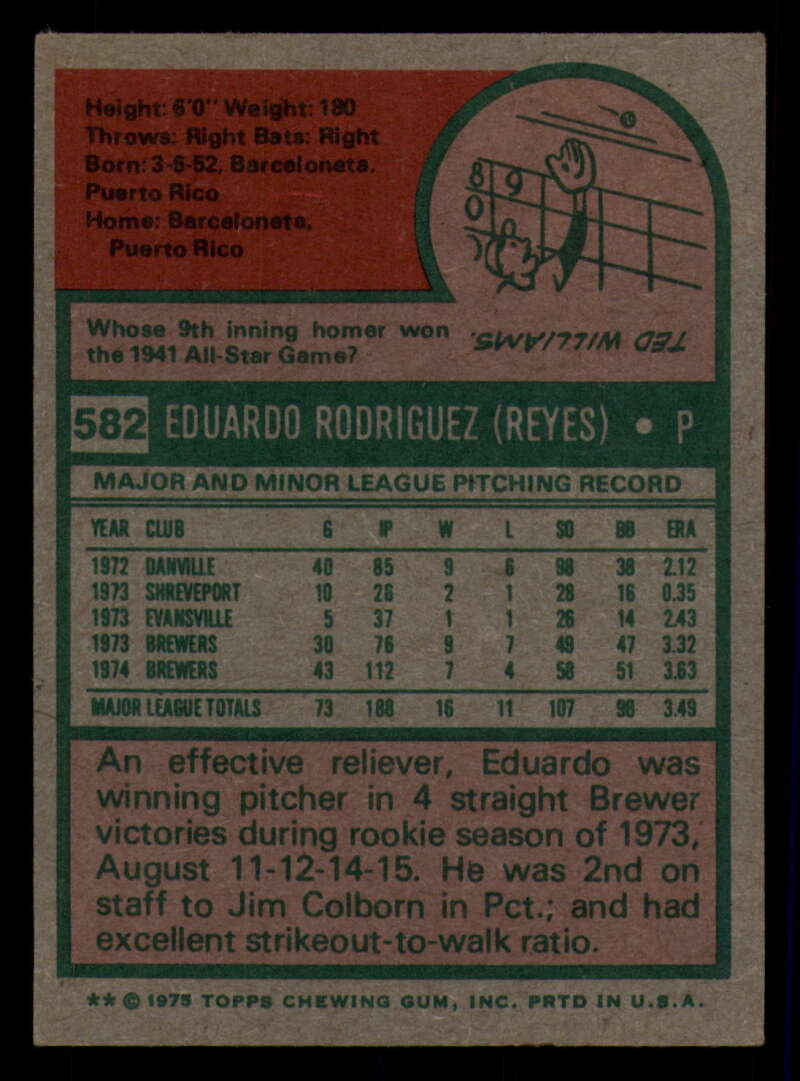 Height: 6'0" Weight: 180
Throws: Right Bats: Right
Born: 3-6-52, Barceloneta,
Puerto Rico
Home: Barceloneta,
Puerto Rico
8 9
0
Whose 9th inning homer won
the 1941 All-Star Game?
TED WILLIAMS.
582 EDUARDO RODRIGUEZ (REYES) • P
MAJOR AND MINOR LEAGUE PITCHING RECORD
YEAR CLUB G IP W L SO BB ERA
1972 DANVILLE 40 85 9 6 98 38 2.12
1973 SHREVEPORT 10 26 2 1 28 16 0.35
1973 EVANSVILLE 5 37 1 1 26 14 2.43
1973 BREWERS 30 76 9 7 49 47 3.32
1974 BREWERS 43 112 7 4 58 51 3.63
MAJOR LEAGUE TOTALS 73 188 16 11 107 98 3.49
An effective reliever, Eduardo was
winning pitcher in 4 straight Brewer
victories during rookie season of 1973,
August 11-12-14-15. He was 2nd on
staff to Jim Colborn in Pct.; and had
excellent strikeout-to-walk ratio.
** © 1975 TOPPS CHEWING GUM, INC. PRTD IN U.S.A.